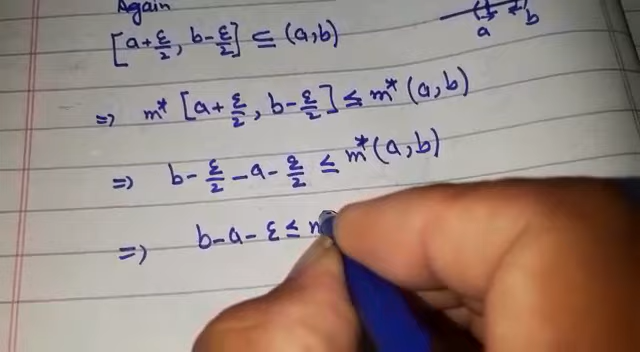 Again
[a+ε/2, b-ε/2] ⊆ (a,b)
⇒ m* [a+ε/2, b-ε/2] ≤ m* (a,b)
⇒ b-ε/2-a-ε/2 ≤ m*(a,b)
⇒ b-a-ε ≤ m
a b